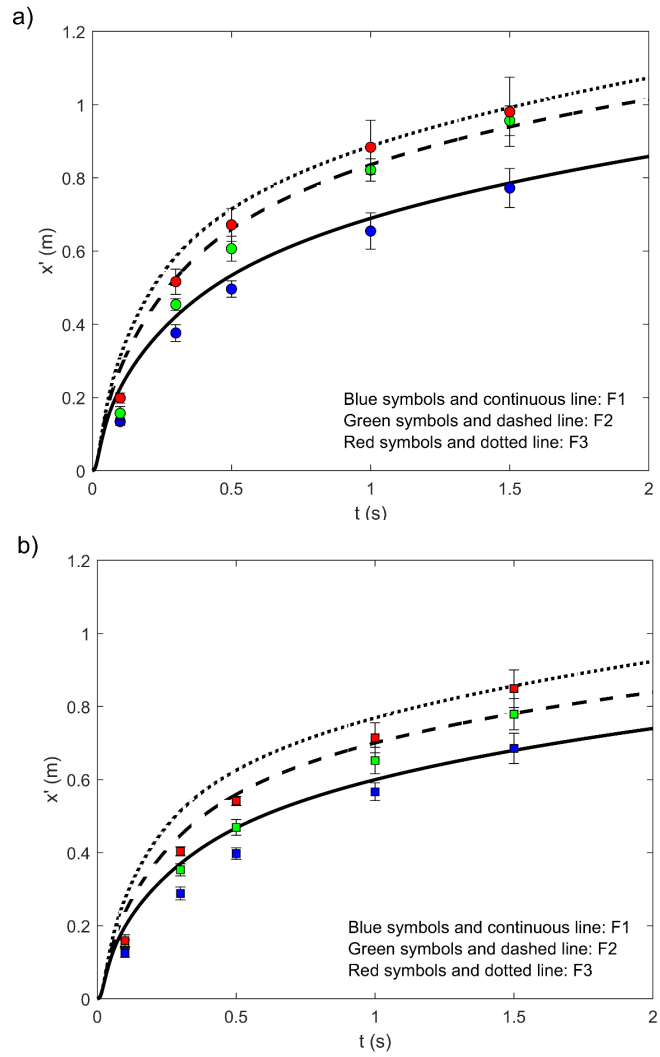 a)
1.2
1
0.8
0.6
0.4
0.2
0
x' (m)
Blue symbols and continuous line: F1
Green symbols and dashed line: F2
Red symbols and dotted line: F3
0 0.5 1 1.5 2
t (s)
b)
1.2
1
0.8
0.6
0.4
0.2
0
x' (m)
Blue symbols and continuous line: F1
Green symbols and dashed line: F2
Red symbols and dotted line: F3
0 0.5 1 1.5 2
t (s)